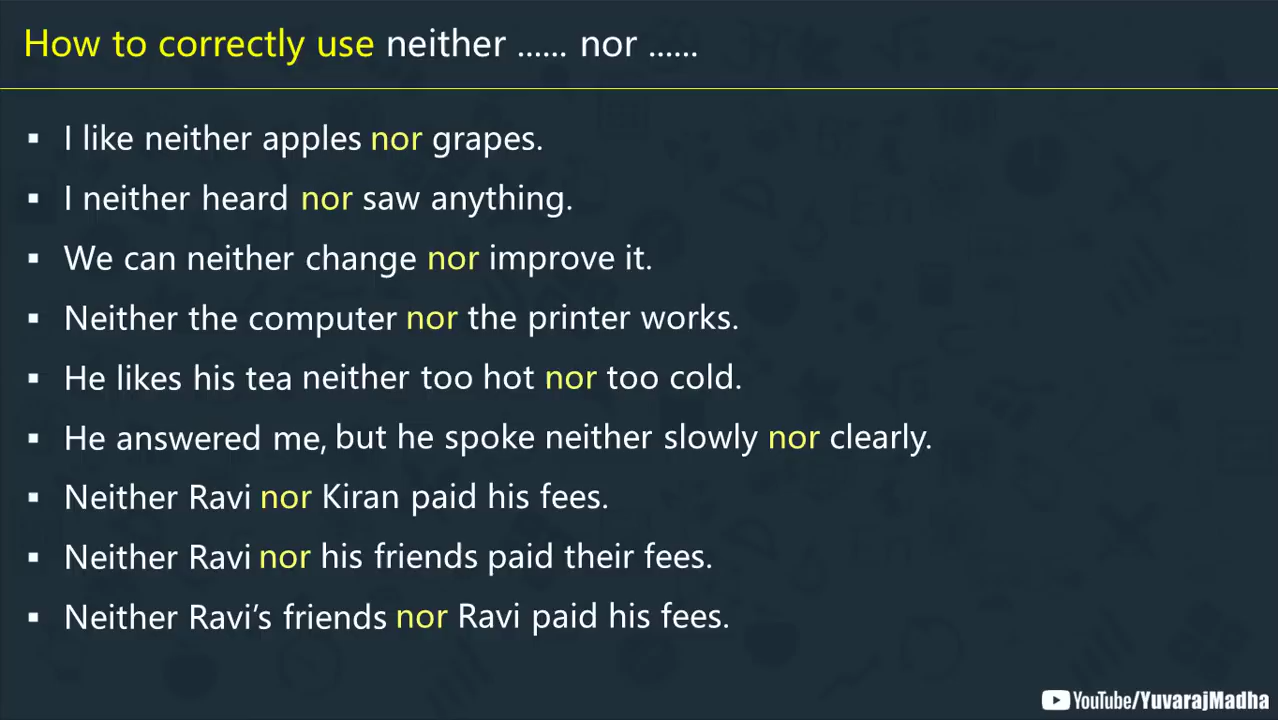 How to correctly use neither ...... nor ......
▪ I like neither apples nor grapes.
▪ I neither heard nor saw anything.
▪ We can neither change nor improve it.
▪ Neither the computer nor the printer works.
▪ He likes his tea neither too hot nor too cold.
▪ He answered me, but he spoke neither slowly nor clearly.
▪ Neither Ravi nor Kiran paid his fees.
▪ Neither Ravi nor his friends paid their fees.
▪ Neither Ravi’s friends nor Ravi paid his fees.
YouTube/YuvarajMadha